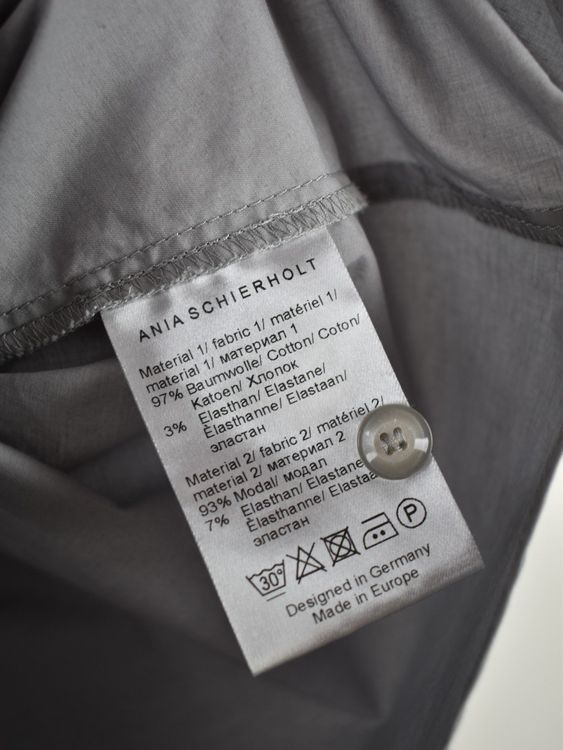 ANIA SCHIERHOLT
Material 1/ fabric 1/ matériel 1/
material 1/ материал 1
97% Baumwolle/ Cotton/ Coton/
Katoen/ Хлопок
3% Elasthan/ Elastane/
Élasthanne/ Elastaan/
эластан
Material 2/ fabric 2/ matériel 2/
material 2/ материал 2
93% Modal/ модал
7% Elasthan/ Elastane
Élasthanne/
эластан
30°
P
Designed in Germany
Made in Europe